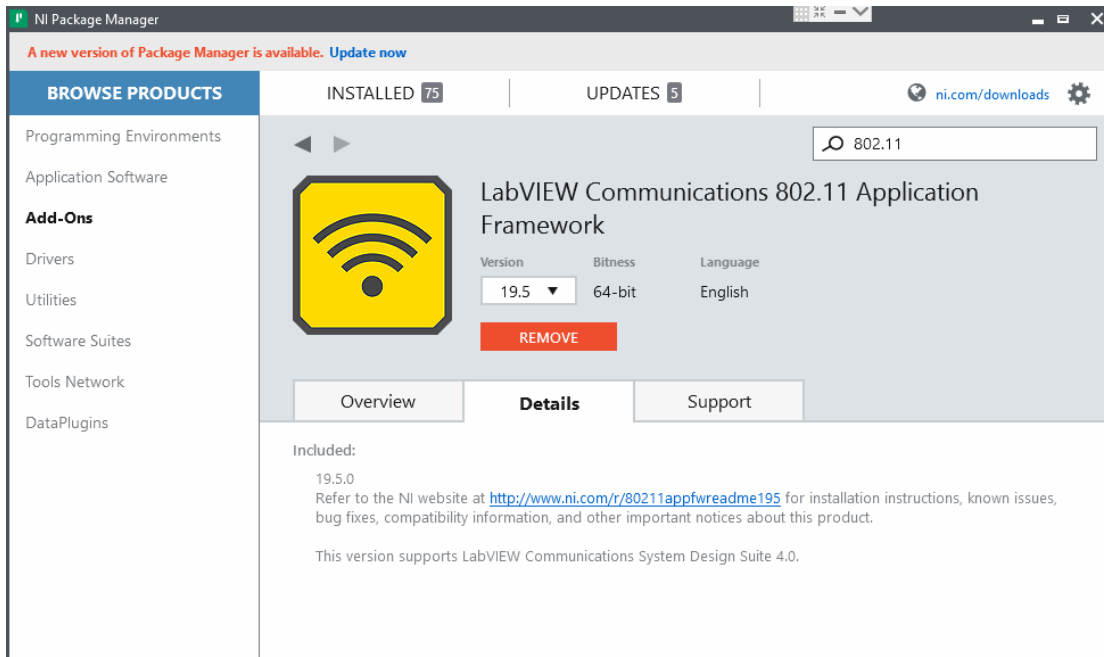 NI Package Manager
A new version of Package Manager is available. Update now
BROWSE PRODUCTS
INSTALLED 75
UPDATES 5
ni.com/downloads
Programming Environments
Application Software
Add-Ons
Drivers
Utilities
Software Suites
Tools Network
DataPlugins
802.11
LabVIEW Communications 802.11 Application
Framework
Version Bitness Language
19.5 64-bit English
REMOVE
Overview Details Support
Included:
19.5.0
Refer to the NI website at http://www.ni.com/r/80211appfwreadme195 for installation instructions, known issues,
bug fixes, compatibility information, and other important notices about this product.
This version supports LabVIEW Communications System Design Suite 4.0.